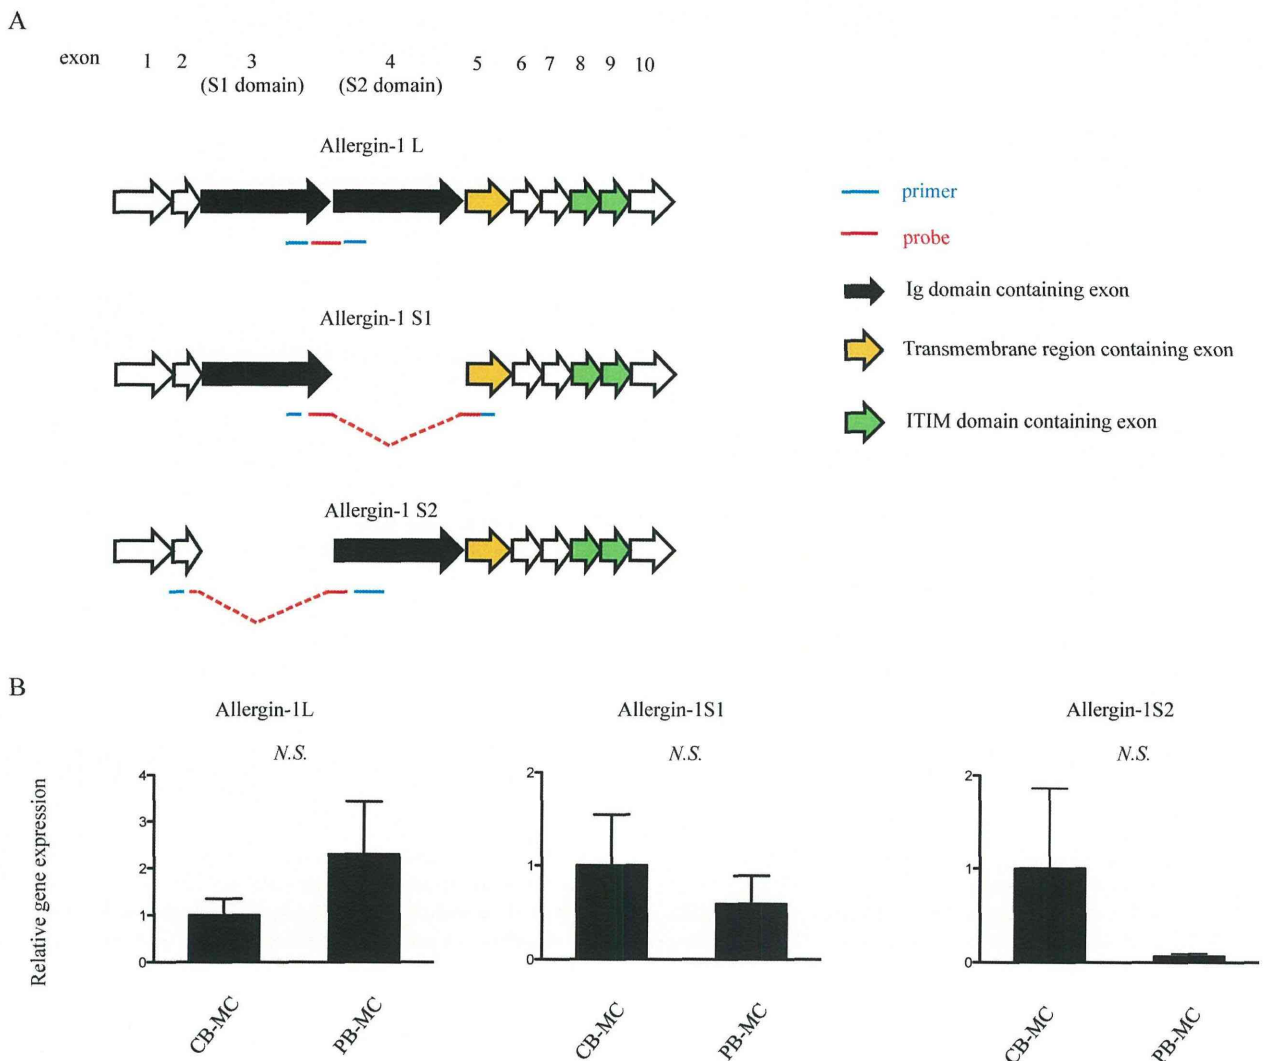 A
exon 1 2 3 4 5 6 7 8 9 10
(S1 domain) (S2 domain)
Allergin-1 L
primer
probe
Ig domain containing exon
Allergin-1 S1
Transmembrane region containing exon
ITIM domain containing exon
Allergin-1 S2
B
Allergin-1L
N.S.
Relative gene expression
4
3
2
1
0
CB-MC
PB-MC
Allergin-1S1
N.S.
2
1
0
CB-MC
PB-MC
Allergin-1S2
N.S.
2
1
0
CB-MC
PB-MC